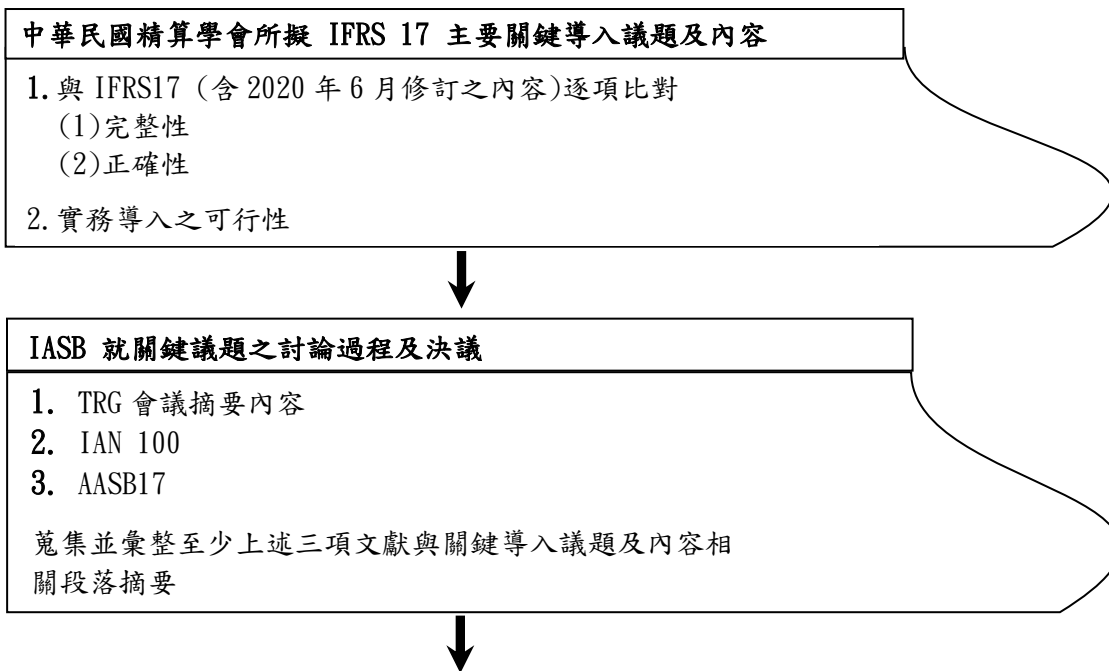 中華民國精算學會所擬 IFRS 17 主要關鍵導入議題及內容
1. 與 IFRS17 (含 2020 年 6 月修訂之內容)逐項比對
(1)完整性
(2)正確性
2. 實務導入之可行性
IASB 就關鍵議題之討論過程及決議
1. TRG 會議摘要內容
2. IAN 100
3. AASB17
蒐集並彙整至少上述三項文獻與關鍵導入議題及內容相
關段落摘要